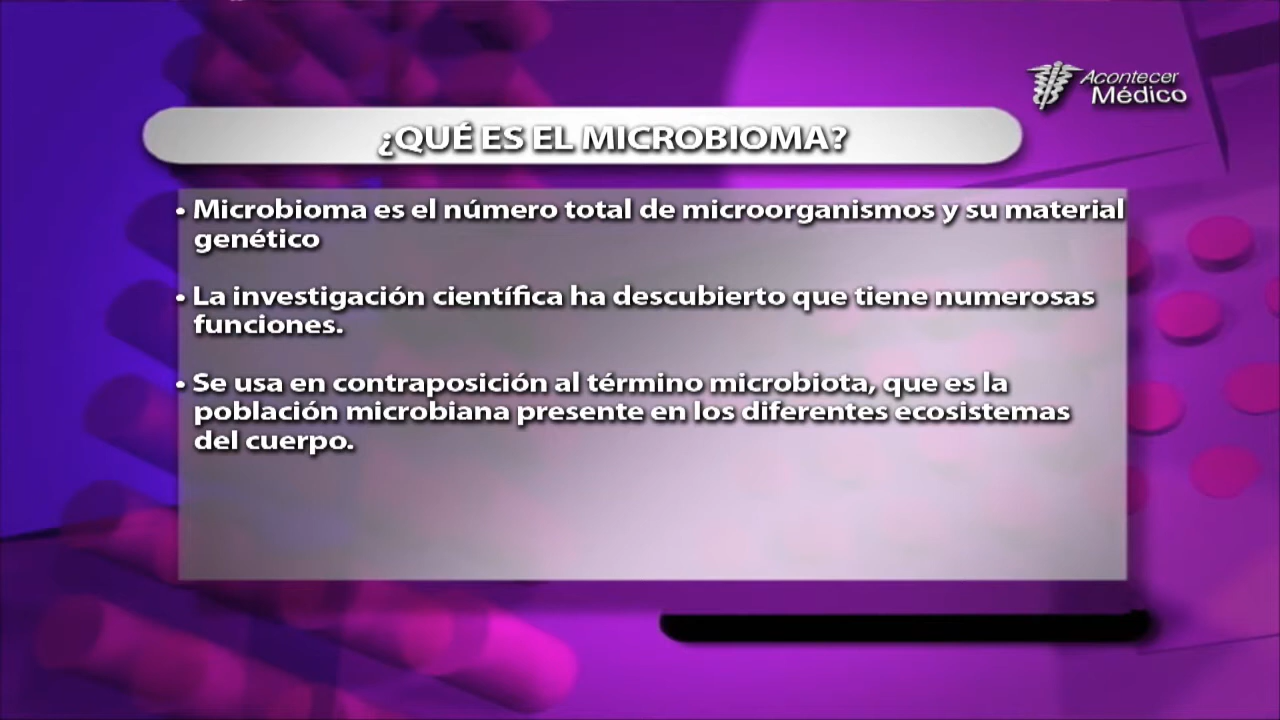 Acontecer
Médico
¿QUÉ ES EL MICROBIOMA?
• Microbioma es el número total de microorganismos y su material
genético
• La investigación científica ha descubierto que tiene numerosas
funciones.
• Se usa en contraposición al término microbiota, que es la
población microbiana presente en los diferentes ecosistemas
del cuerpo.